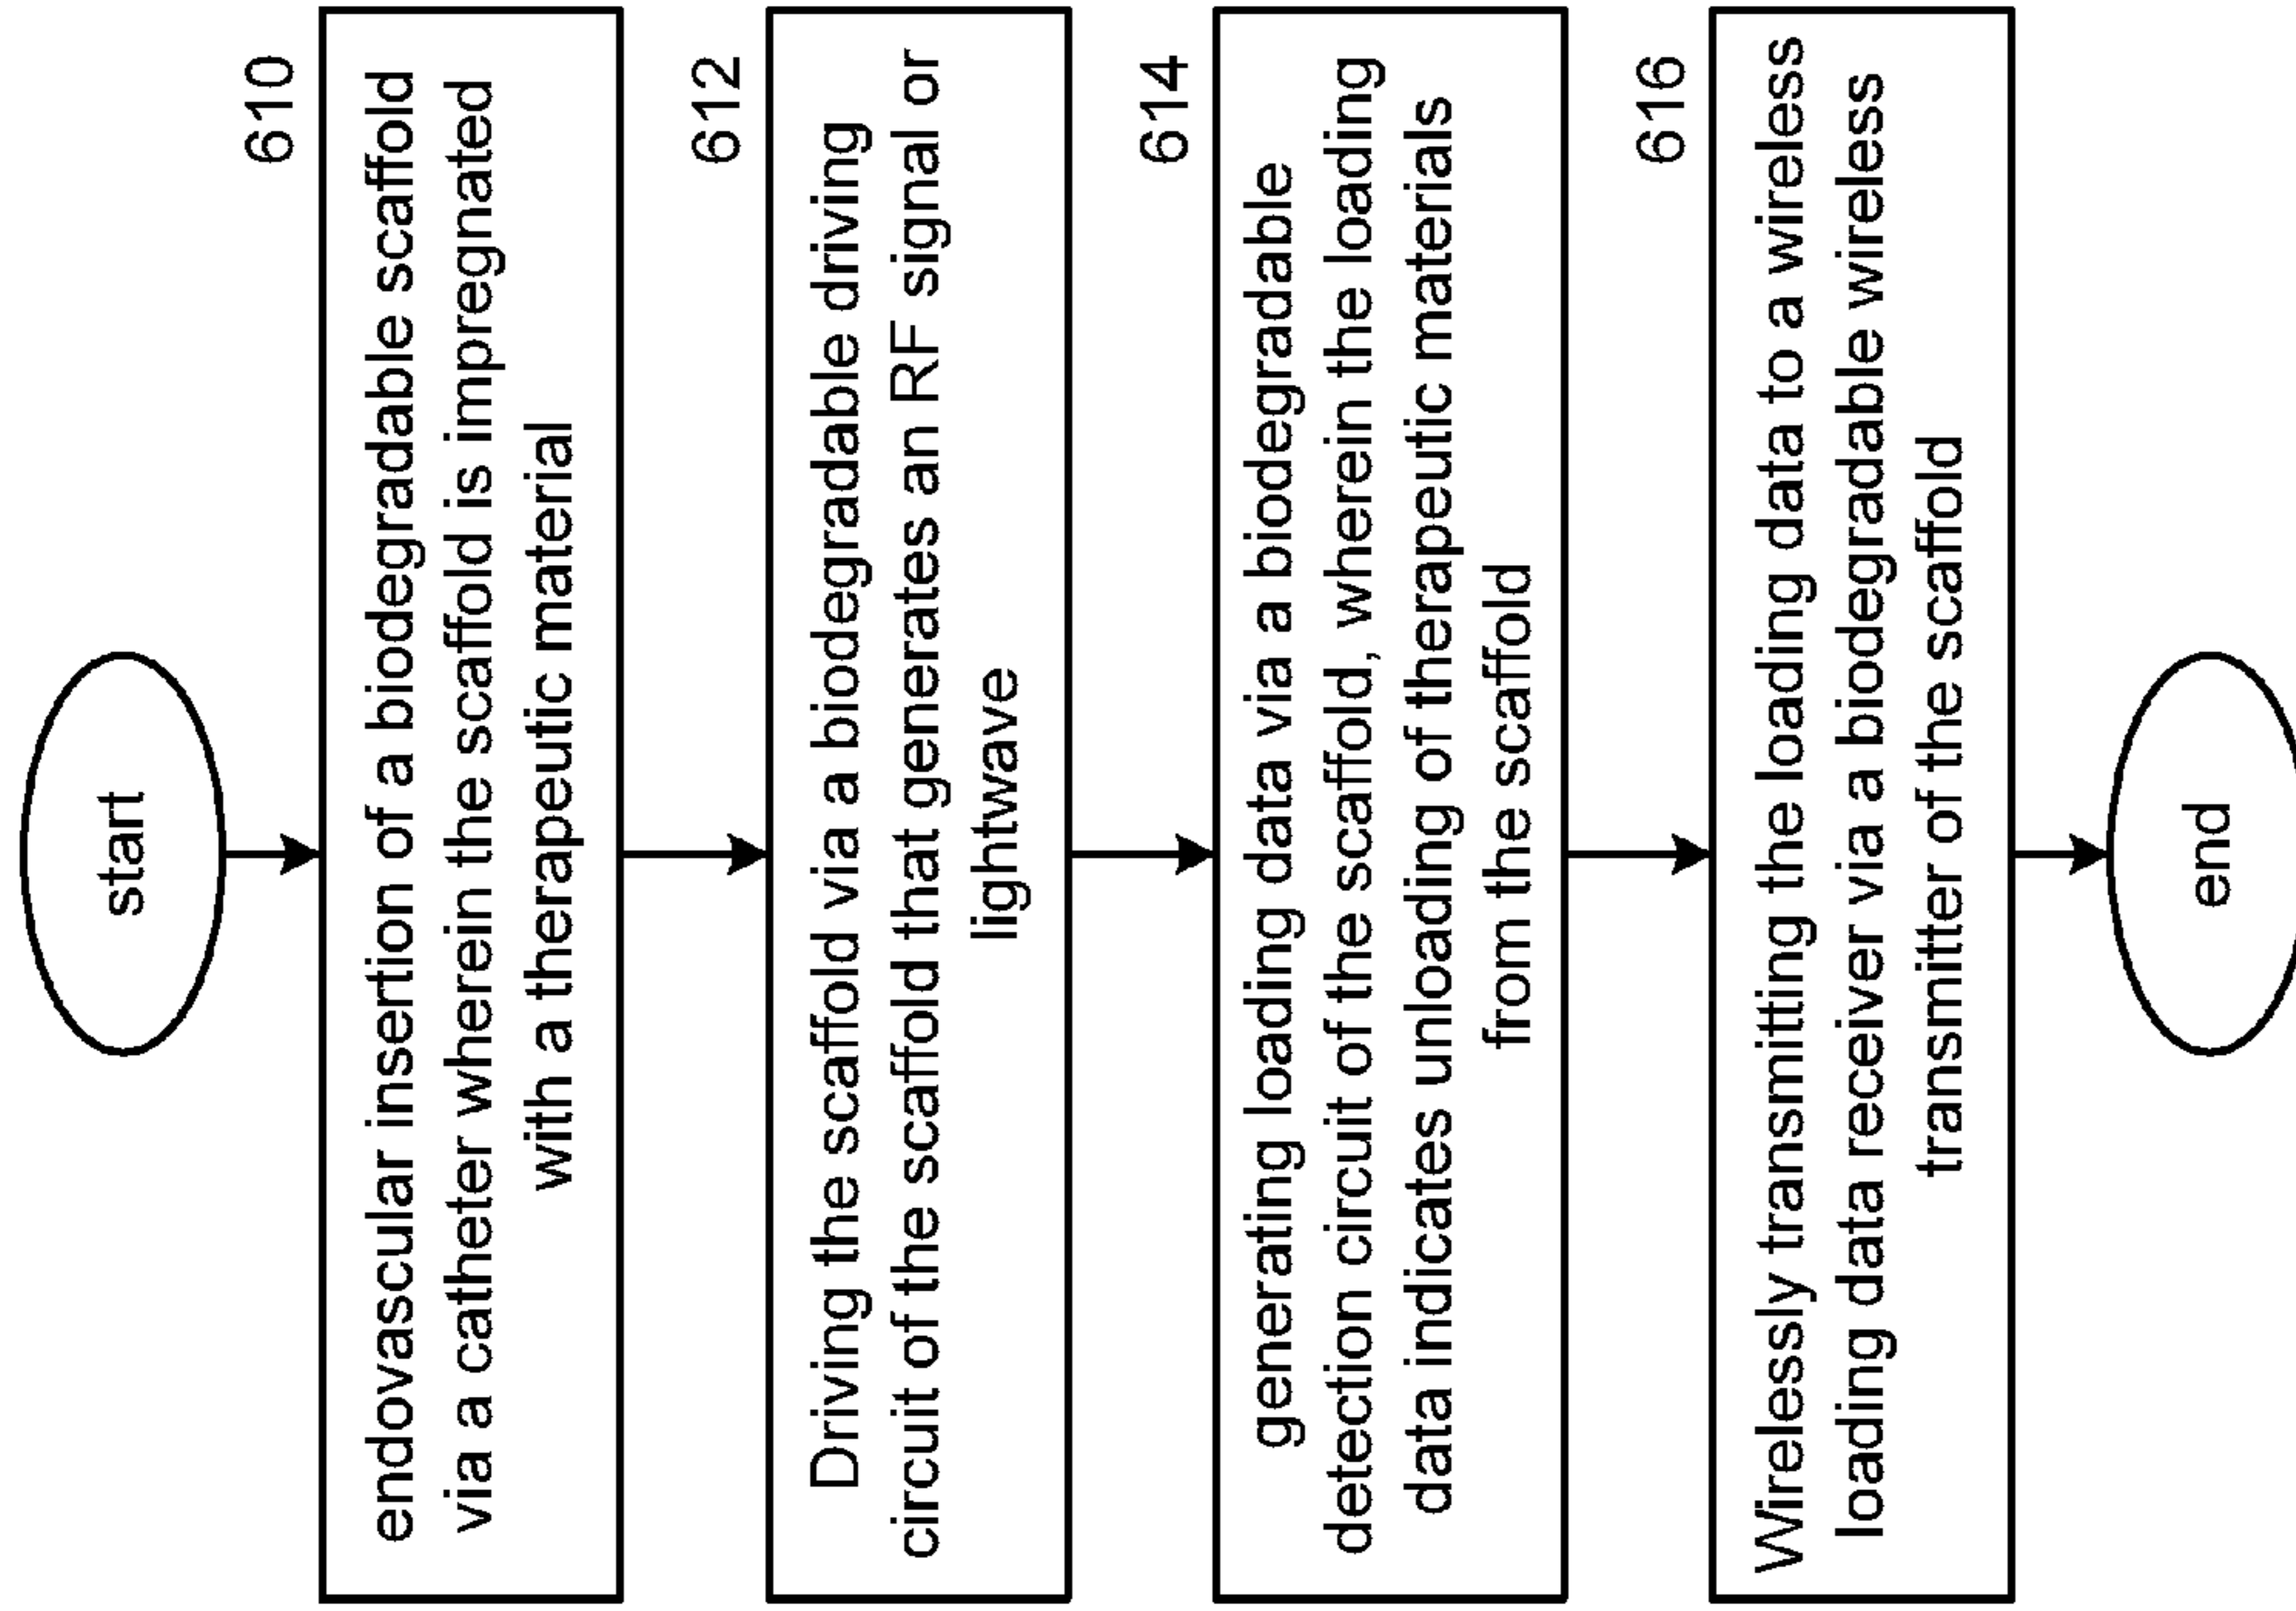 start
610
endovascular insertion of a biodegradable scaffold
via a catheter wherein the scaffold is impregnated
with a therapeutic material
612
Driving the scaffold via a biodegradable driving
circuit of the scaffold that generates an RF signal or
lightwave
614
generating loading data via a biodegradable
detection circuit of the scaffold, wherein the loading
data indicates unloading of therapeutic materials
from the scaffold
616
Wirelessly transmitting the loading data to a wireless
loading data receiver via a biodegradable wireless
transmitter of the scaffold
end